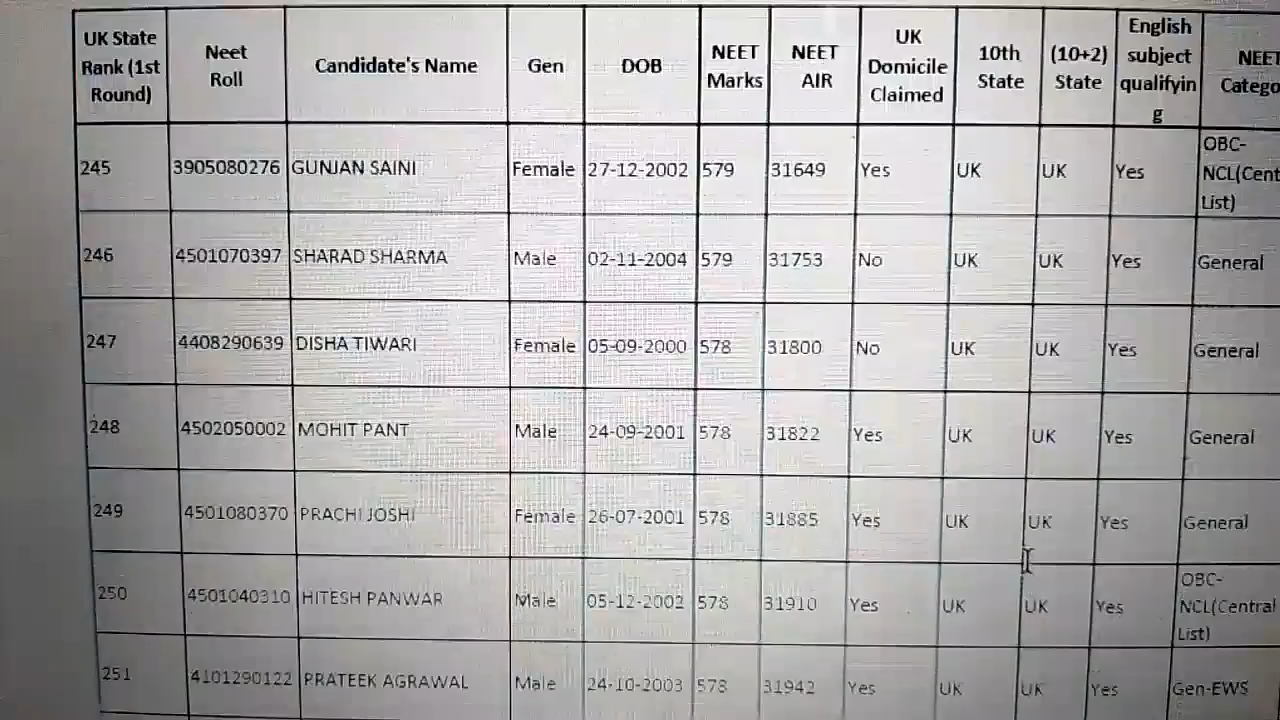 UK State Rank (1st Round) Neet Roll Candidate's Name Gen DOB NEET Marks NEET AIR UK Domicile Claimed 10th State (10+2) State English subject qualifying NEET
245 3905080276 GUNJAN SAINI Female 27-12-2002 579 31649 Yes UK UK Yes OBC-NCL(Cent List)
246 4501070397 SHARAD SHARMA Male 02-11-2004 579 31753 No UK UK Yes General
247 4408290639 DISHA TIWARI Female 05-09-2000 578 31800 No UK UK Yes General
248 4502050002 MOHIT PANT Male 24-09-2001 578 31822 Yes UK UK Yes General
249 4501080370 PRACHI JOSHI Female 26-07-2001 578 31885 Yes UK UK Yes General
250 4501040310 HITESH PANWAR Male 05-12-2002 578 31910 Yes UK UK Yes OBC-NCL(Central List)
251 4101290122 PRATEEK AGRAWAL Male 24-10-2003 578 31942 Yes UK UK Yes Gen-EWS